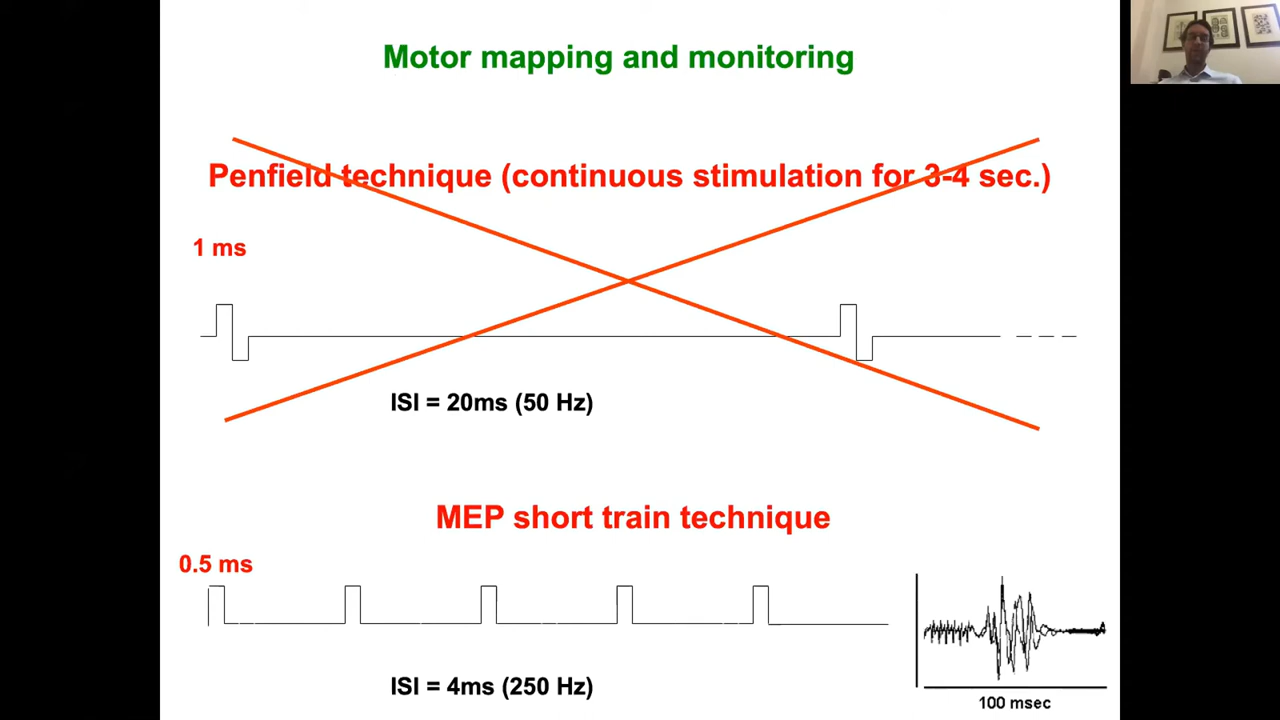 Motor mapping and monitoring
Penfield technique (continuous stimulation for 3-4 sec.)
1 ms
ISI = 20ms (50 Hz)
MEP short train technique
0.5 ms
ISI = 4ms (250 Hz)
100 msec